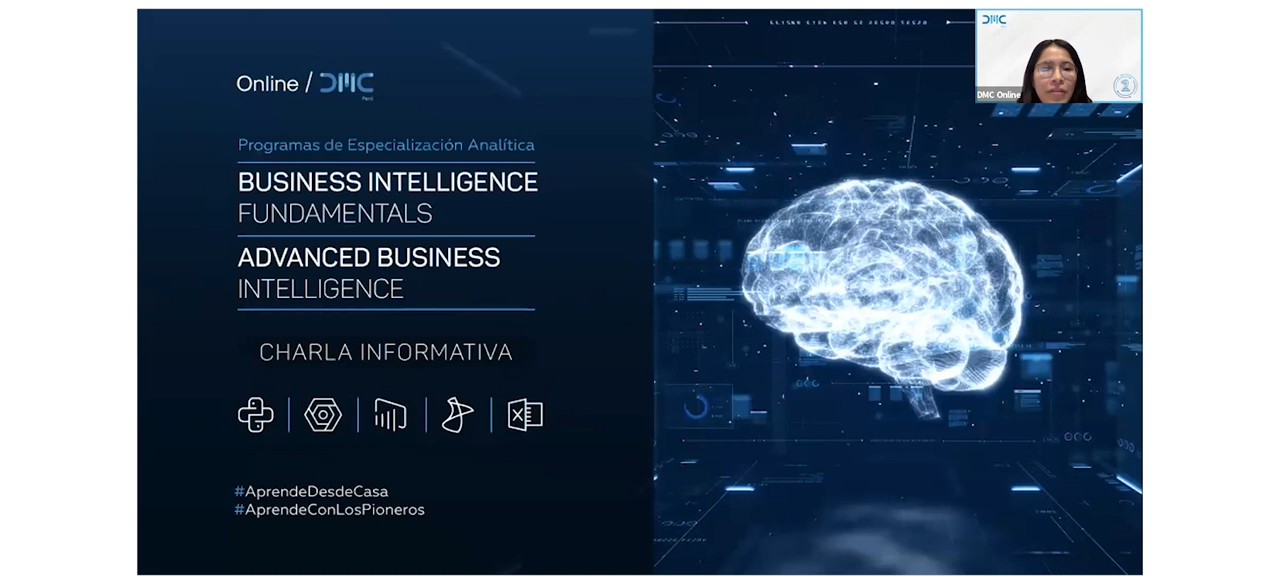 Online / DMC
Perú
Programas de Especialización Analítica
BUSINESS INTELLIGENCE
FUNDAMENTALS
ADVANCED BUSINESS
INTELLIGENCE
CHARLA INFORMATIVA
#AprendeDesdeCasa
#AprendeConLosPioneros
DMC
DMC Online